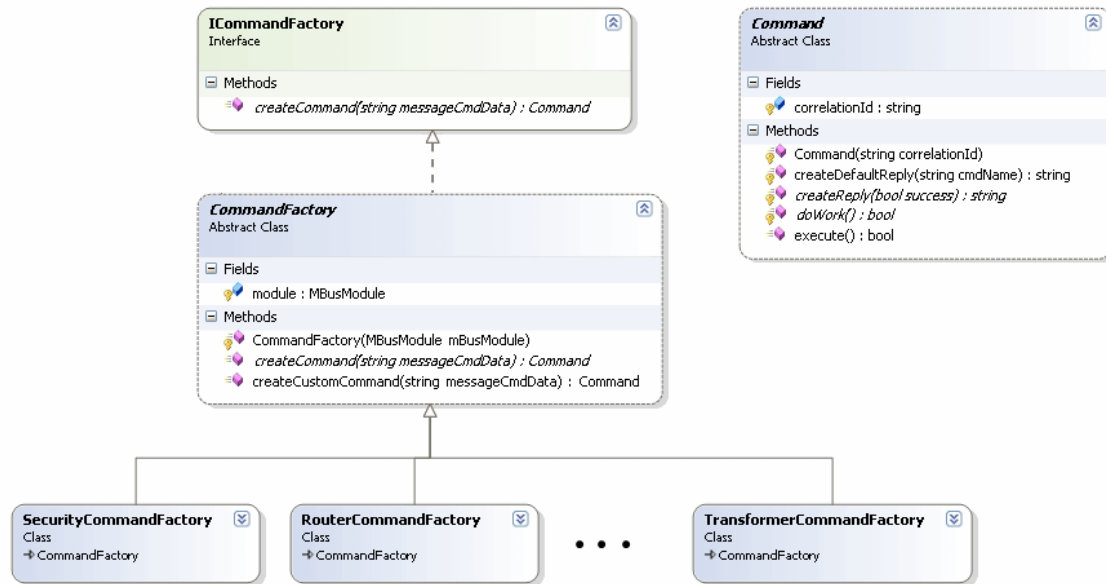 ICommandFactory
Interface
Methods
createCommand(string messageCmdData) : Command
Command
Abstract Class
Fields
correlationId : string
Methods
Command(string correlationId)
createDefaultReply(string cmdName) : string
createReply(bool success) : string
doWork() : bool
execute() : bool
CommandFactory
Abstract Class
Fields
module : MBusModule
Methods
CommandFactory(MBusModule mBusModule)
createCommand(string messageCmdData) : Command
createCustomCommand(string messageCmdData) : Command
SecurityCommandFactory
Class
CommandFactory
RouterCommandFactory
Class
CommandFactory
• • •
TransformerCommandFactory
Class
CommandFactory